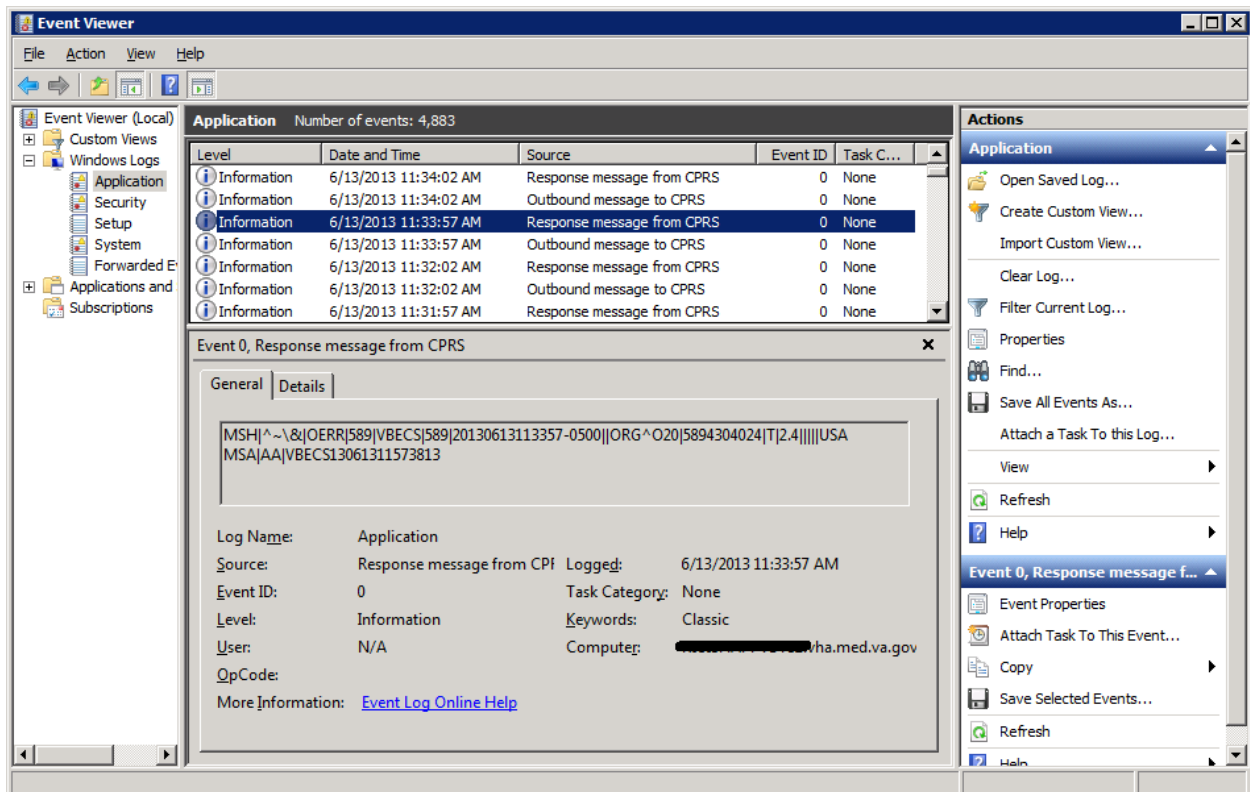 Event Viewer
File Action View Help
Event Viewer (Local)
Custom Views
Windows Logs
Application
Security
Setup
System
Forwarded E
Applications and
Subscriptions
Application Number of events: 4,883
Level Date and Time Source Event ID Task C...
Information 6/13/2013 11:34:02 AM Response message from CPRS 0 None
Information 6/13/2013 11:34:02 AM Outbound message to CPRS 0 None
Information 6/13/2013 11:33:57 AM Response message from CPRS 0 None
Information 6/13/2013 11:33:57 AM Outbound message to CPRS 0 None
Information 6/13/2013 11:32:02 AM Response message from CPRS 0 None
Information 6/13/2013 11:32:02 AM Outbound message to CPRS 0 None
Information 6/13/2013 11:31:57 AM Response message from CPRS 0 None
Event 0, Response message from CPRS
General Details
MSH|^~\&|OERR|589|VBECS|589|20130613113357-0500||ORG^O20|5894304024|T|2.4|||||USA
MSA|AA|VBECS13061311573813
Log Name: Application
Source: Response message from CPF Logged: 6/13/2013 11:33:57 AM
Event ID: 0 Task Category: None
Level: Information Keywords: Classic
User: N/A Computer: vha.med.va.gov
OpCode:
More Information: Event Log Online Help
Actions
Application
Open Saved Log...
Create Custom View...
Import Custom View...
Clear Log...
Filter Current Log...
Properties
Find...
Save All Events As...
Attach a Task To this Log...
View
Refresh
Help
Event 0, Response message f...
Event Properties
Attach Task To This Event...
Copy
Save Selected Events...
Refresh
Help